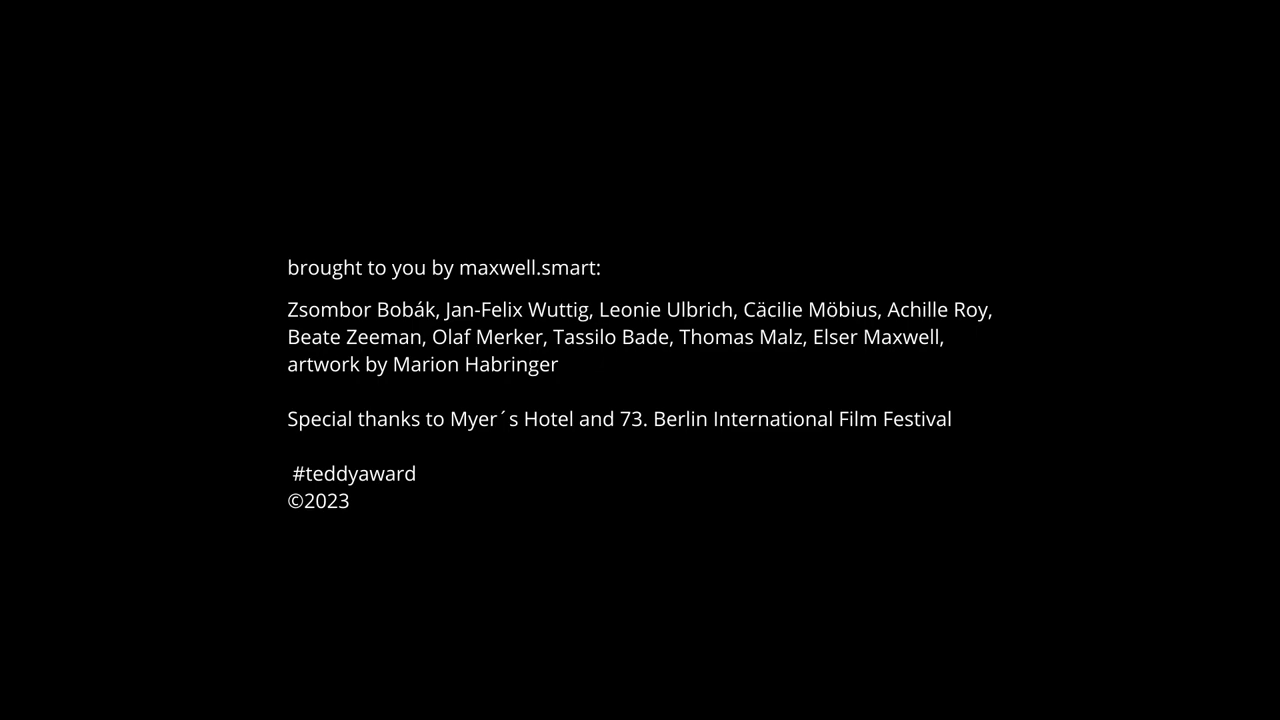 brought to you by maxwell.smart:
Zsombor Bobák, Jan-Felix Wuttig, Leonie Ulbrich, Cäcilie Möbius, Achille Roy,
Beate Zeeman, Olaf Merker, Tassilo Bade, Thomas Malz, Elser Maxwell,
artwork by Marion Habringer
Special thanks to Myer´s Hotel and 73. Berlin International Film Festival
#teddyaward
©2023